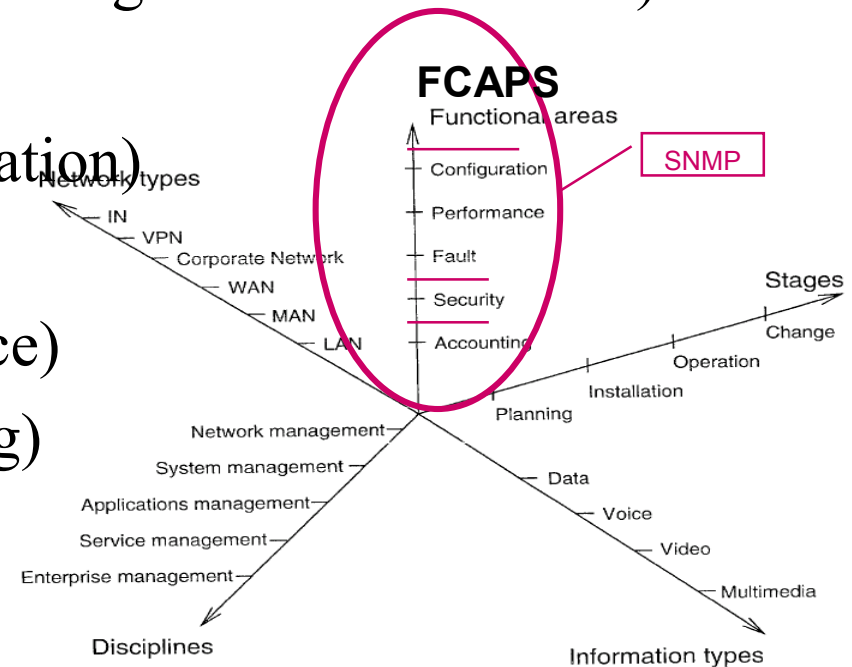 FCAPS
Functional areas
ation)
Network types
SNMP
Configuration
Performance
Fault
Security
Accounting
IN
VPN
Corporate Network
WAN
MAN
LAN
Stages
Change
Operation
Installation
Planning
ce)
g)
Network management
System management
Applications management
Service management
Enterprise management
Disciplines
Data
Voice
Video
Multimedia
Information types